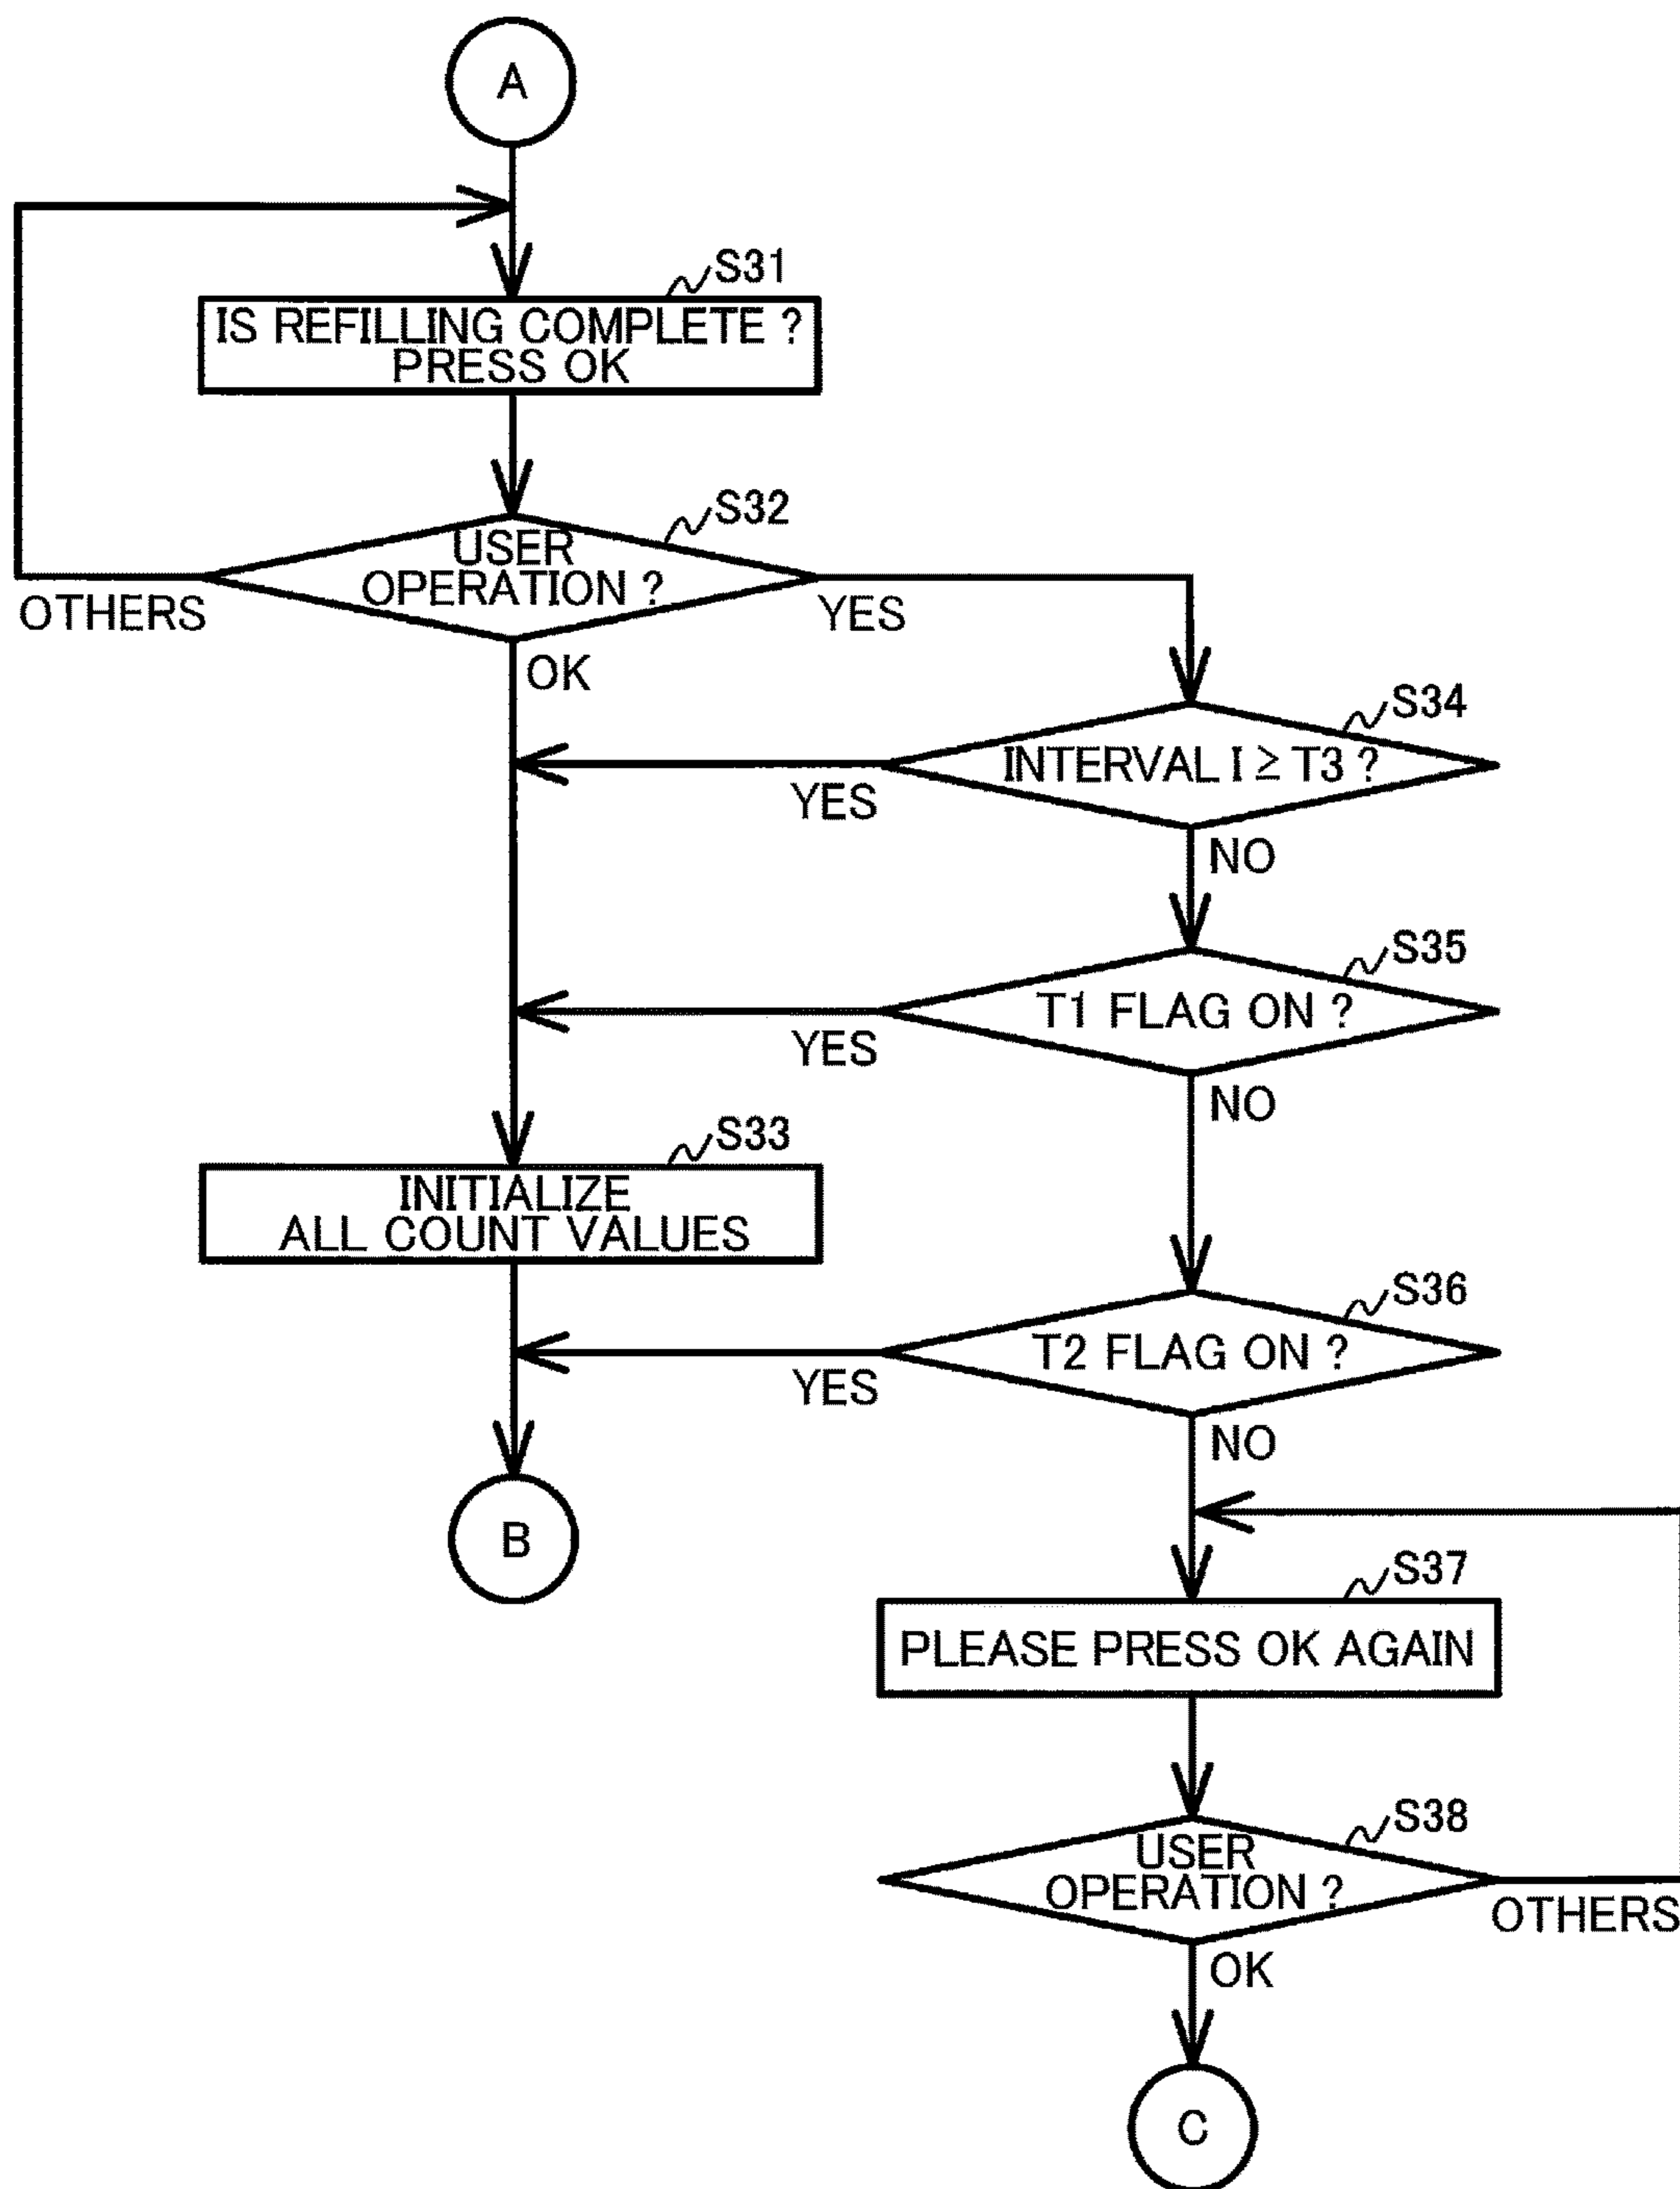 A
S31
IS REFILLING COMPLETE ?
PRESS OK
S32
USER
OPERATION ?
OTHERS
YES
OK
S34
INTERVAL I ≥ T3 ?
YES
NO
S35
T1 FLAG ON ?
YES
NO
S33
INITIALIZE
ALL COUNT VALUES
S36
T2 FLAG ON ?
YES
NO
B
S37
PLEASE PRESS OK AGAIN
S38
USER
OPERATION ?
OTHERS
OK
C